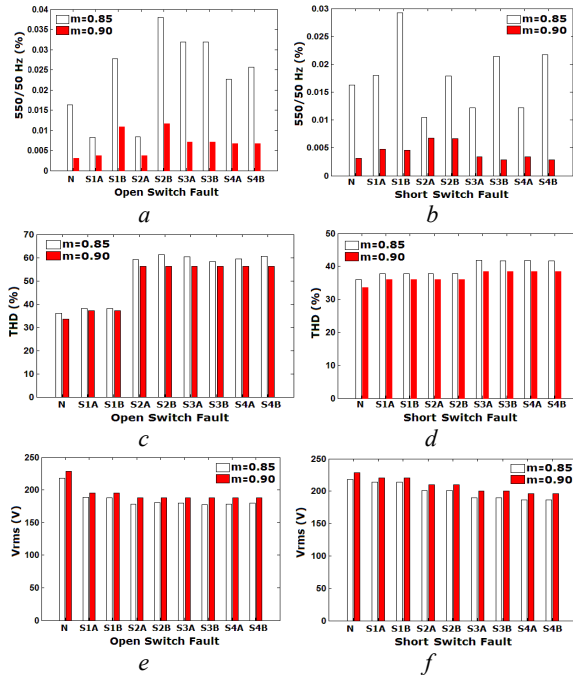 550/50 Hz (%)
0.04
0.035
0.03
0.025
0.02
0.015
0.01
0.005
0
m=0.85
m=0.90
N S1A S1B S2A S2B S3A S3B S4A S4B
Open Switch Fault
a
550/50 Hz (%)
0.03
0.025
0.02
0.015
0.01
0.005
0
m=0.85
m=0.90
N S1A S1B S2A S2B S3A S3B S4A S4B
Short Switch Fault
b
THD (%)
70
60
50
40
30
20
10
0
m=0.85
m=0.90
N S1A S1B S2A S2B S3A S3B S4A S4B
Open Switch Fault
c
THD (%)
50
40
30
20
10
0
m=0.85
m=0.90
N S1A S1B S2A S2B S3A S3B S4A S4B
Short Switch Fault
d
Vrms (V)
250
200
150
100
50
0
m=0.85
m=0.90
N S1A S1B S2A S2B S3A S3B S4A S4B
Open Switch Fault
e
Vrms (V)
250
200
150
100
50
0
m=0.85
m=0.90
N S1A S1B S2A S2B S3A S3B S4A S4B
Short Switch Fault
f